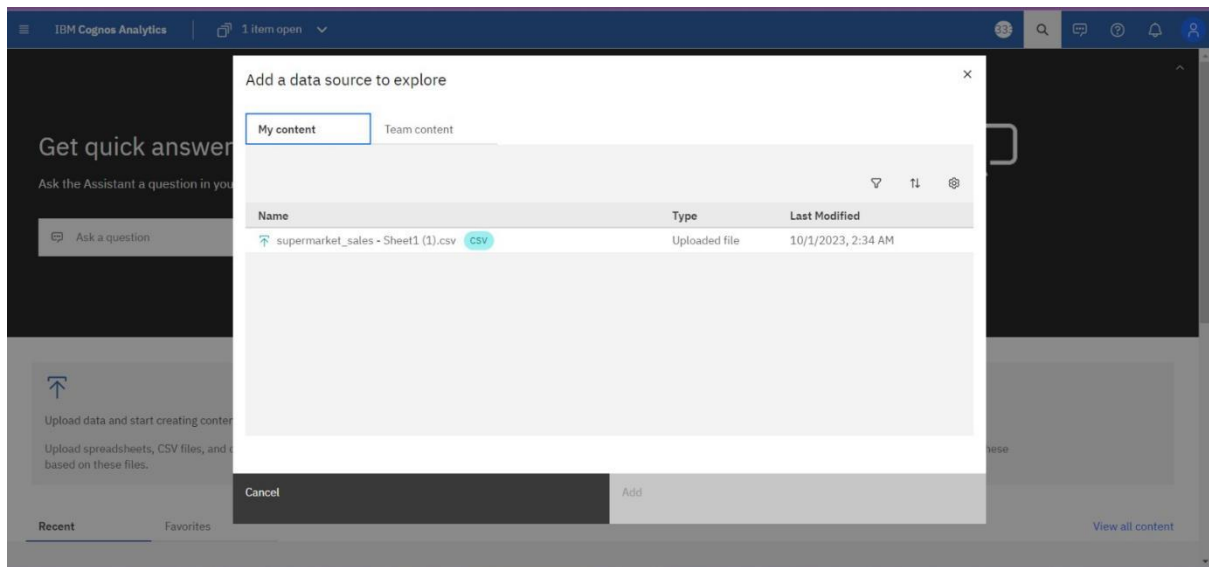 IBM Cognos Analytics
1 item open
33
Add a data source to explore
My content
Team content
Get quick answer
Ask the Assistant a question in you
Ask a question
Name Type Last Modified
supermarket_sales - Sheet1 (1).csv CSV Uploaded file 10/1/2023, 2:34 AM
Upload data and start creating conter
Upload spreadsheets, CSV files, and c
based on these files.
nese
Cancel
Add
Recent
Favorites
View all content